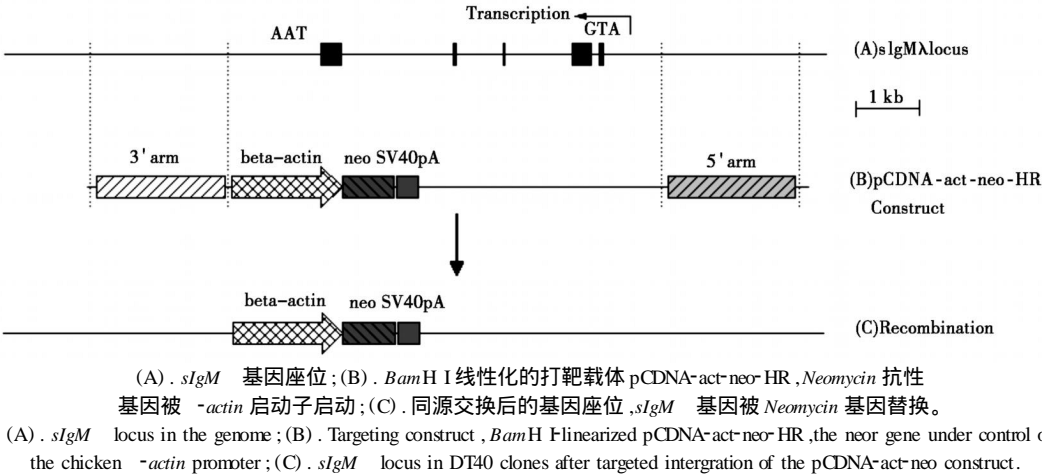 Transcription
AAT
GTA
(A)sIgMλlocus
1 kb
3'arm
beta-actin
neo SV40pA
5'arm
(B)pCDNA-act-neo-HR
Construct
beta-actin
neo SV40pA
(C)Recombination
(A). sIgM 基因座位;(B). BamH I 线性化的打靶载体 pCDNA-act-neo-HR,Neomycin 抗性
基因被 -actin 启动子启动;(C). 同源交换后的基因座位,sIgM 基因被 Neomycin 基因替换。
(A). sIgM locus in the genome;(B). Targeting construct, BamH I-linearized pCDNA-act-neo-HR,the neor gene under control
the chicken -actin promoter;(C). sIgM locus in DT40 clones after targeted intergration of the pCDNA-act-neo construct.